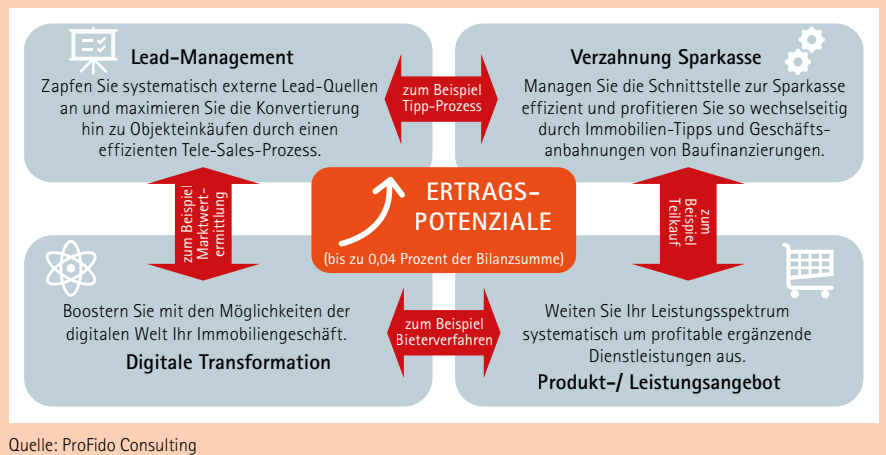 Lead-Management
Zapfen Sie systematisch externe Lead-Quellen
an und maximieren Sie die Konvertierung
hin zu Objekteinkäufen durch einen
effizienten Tele-Sales-Prozess.
zum Beispiel
Tipp-Prozess
Verzahnung Sparkasse
Managen Sie die Schnittstelle zur Sparkasse
effizient und profitieren Sie so wechselseitig
durch Immobilien-Tipps und Geschäfts-
anbahnungen von Baufinanzierungen.
zum Beispiel
Marktwert-
ermittlung
ERTRAGS-
POTENZIALE
(bis zu 0,04 Prozent der Bilanzsumme)
zum
Beispiel
Teilkauf
Boostern Sie mit den Möglichkeiten der
digitalen Welt Ihr Immobiliengeschäft.
Digitale Transformation
zum Beispiel
Bieterverfahren
Weiten Sie Ihr Leistungsspektrum
systematisch um profitable ergänzende
Dienstleistungen aus.
Produkt-/ Leistungsangebot
Quelle: ProFido Consulting